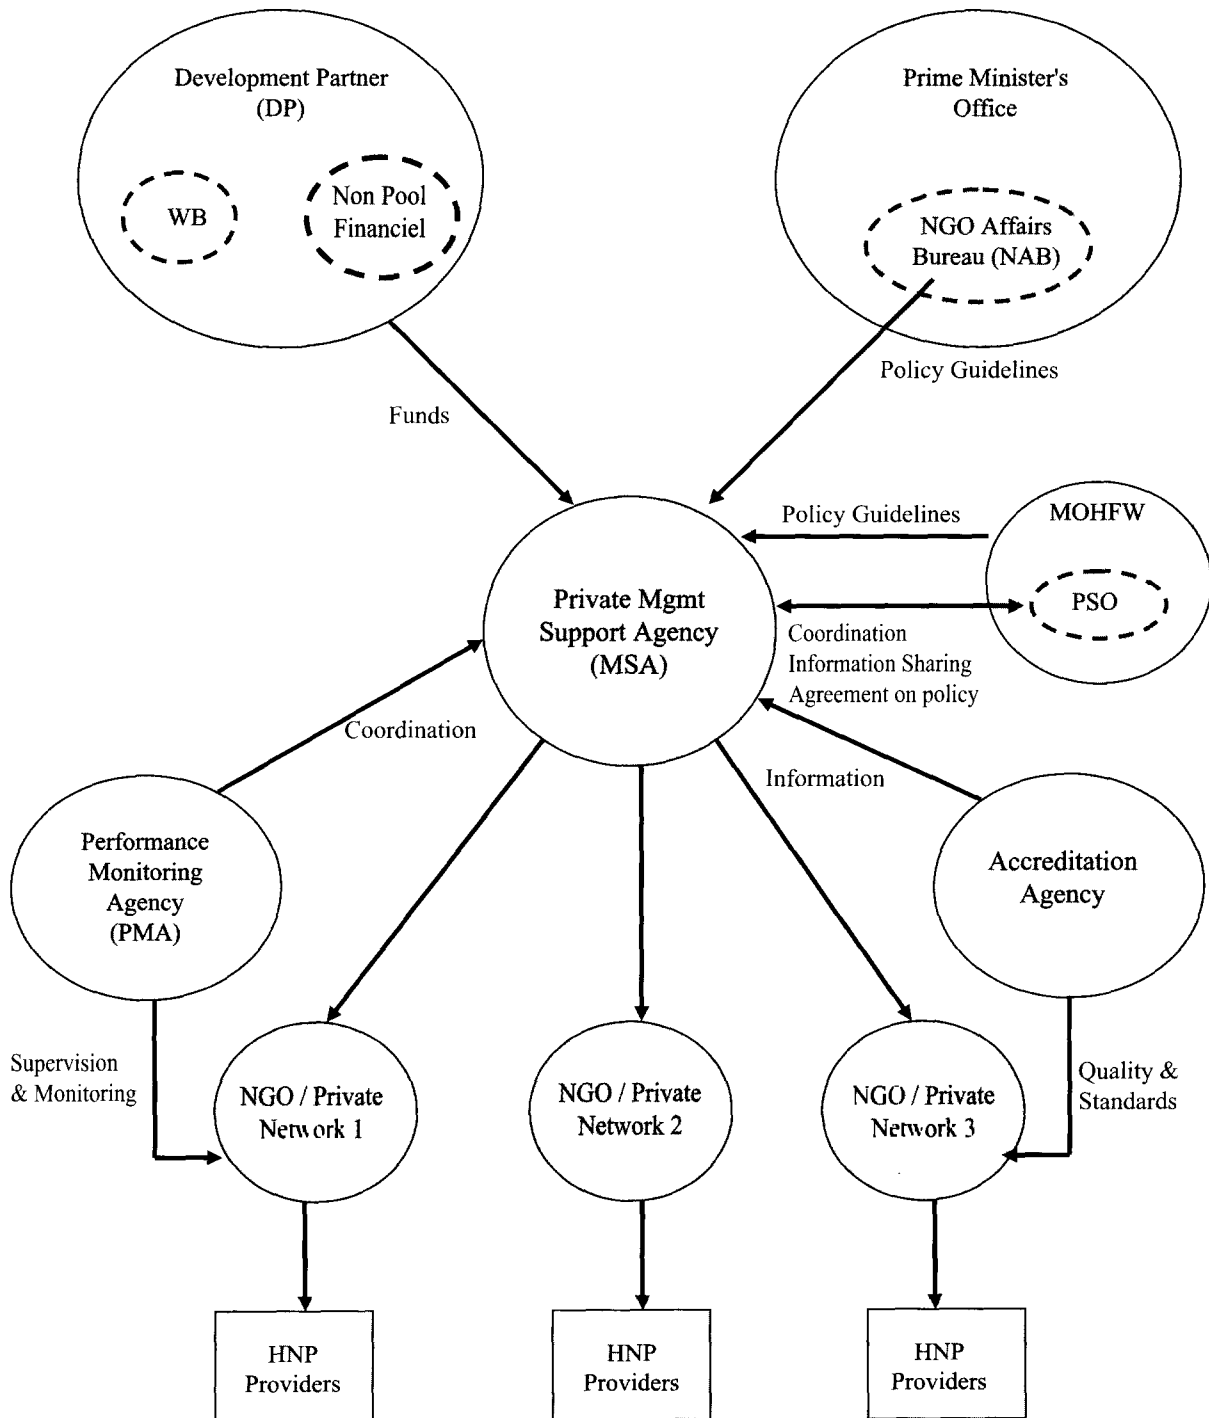 Development Partner
(DP)
WB
Non Pool
Financiel
Prime Minister's
Office
NGO Affairs
Bureau (NAB)
Policy Guidelines
Funds
Policy Guidelines
MOHFW
PSO
Private Mgmt
Support Agency
(MSA)
Coordination
Information Sharing
Agreement on policy
Coordination
Information
Performance
Monitoring
Agency
(PMA)
Accreditation
Agency
Supervision
& Monitoring
NGO / Private
Network 1
NGO / Private
Network 2
NGO / Private
Network 3
Quality &
Standards
HNP
Providers
HNP
Providers
HNP
Providers